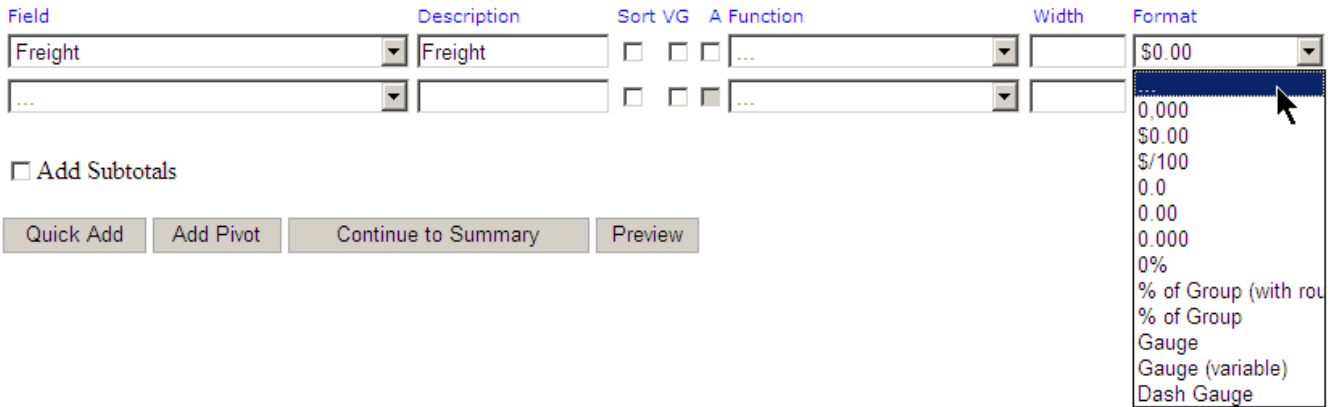 Field Description Sort VG A Function Width Format
Freight Freight ... $0.00
... ... ...
0,000
$0.00
$/100
Add Subtotals
0.0
0.00
Quick Add Add Pivot Continue to Summary Preview
0.000
0%
% of Group (with rou
% of Group
Gauge
Gauge (variable)
Dash Gauge